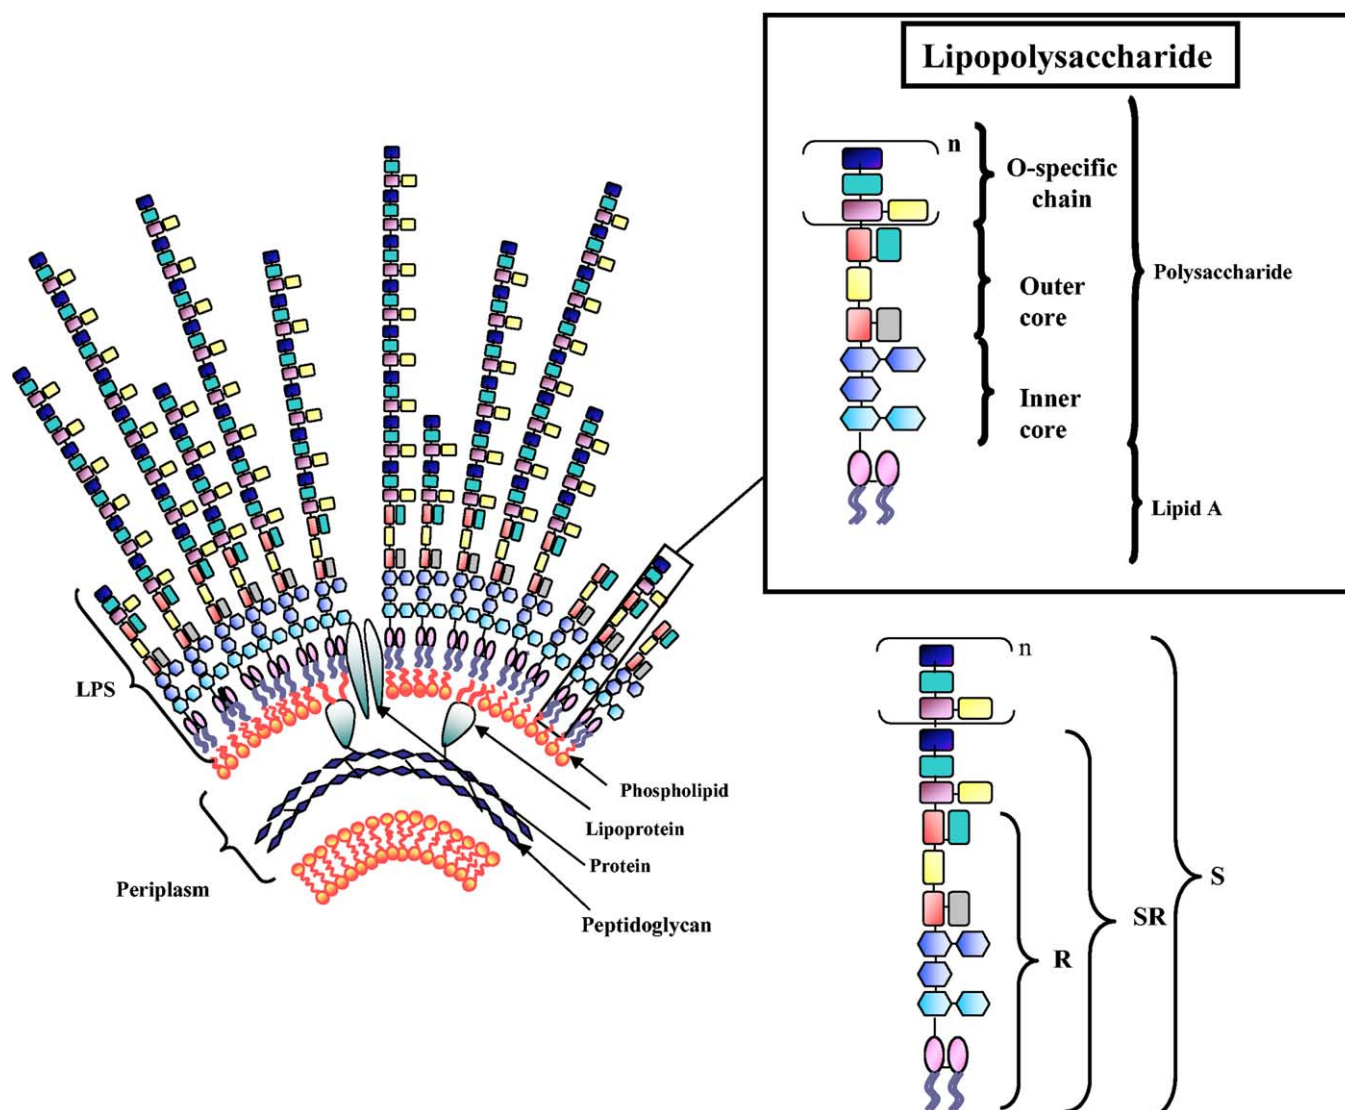 Lipopolysaccharide
n
O-specific
chain
Outer
core
Inner
core
Polysaccharide
Lipid A
LPS
Periplasm
Phospholipid
Lipoprotein
Protein
Peptidoglycan
n
R
SR
S